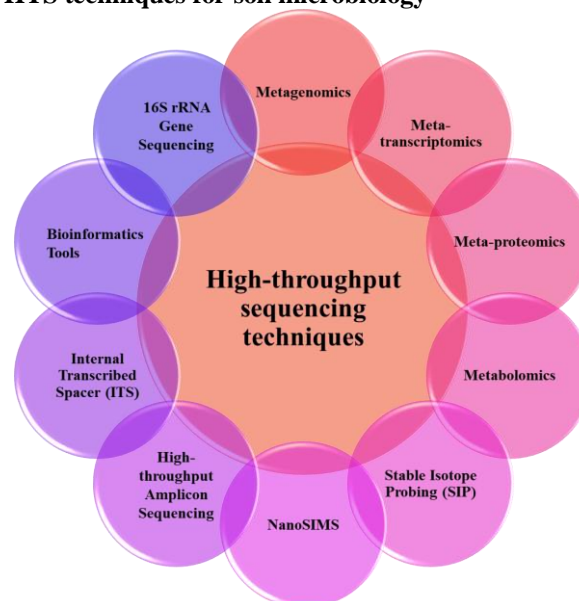 HTS techniques for soil microbiology
Metagenomics
Meta-
transcriptomics
Meta-proteomics
Metabolomics
Stable Isotope
Probing (SIP)
NanoSIMS
High-
throughput
Amplicon
Sequencing
Internal
Transcribed
Spacer (ITS)
Bioinformatics
Tools
16S rRNA
Gene
Sequencing
High-throughput
sequencing
techniques